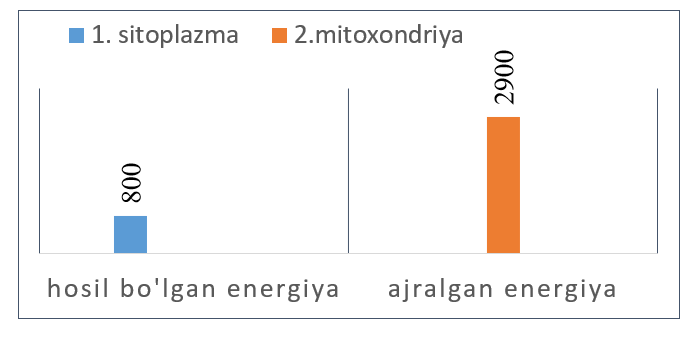 1. sitoplazma 2.mitoxondriya
800
2900
hosil bo'lgan energiya ajralgan energiya